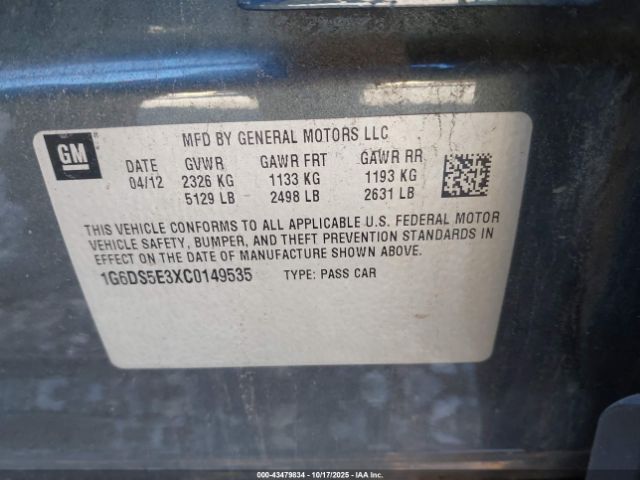 GM
MFD BY GENERAL MOTORS LLC
DATE GVWR GAWR FRT GAWR RR
04/12 2326 KG 1133 KG 1193 KG
5129 LB 2498 LB 2631 LB
THIS VEHICLE CONFORMS TO ALL APPLICABLE U.S. FEDERAL MOTOR
VEHICLE SAFETY, BUMPER, AND THEFT PREVENTION STANDARDS IN
EFFECT ON THE DATE OF MANUFACTURE SHOWN ABOVE.
1G6DS5E3XC0149535 TYPE: PASS CAR
00-43479834 - 10/17/2025 - IAA, Inc.